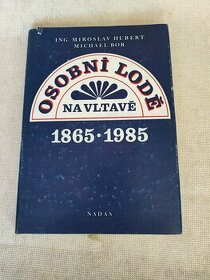 ING. MIROSLAV HUBERT
MICHAEL BOR
OSOBNÍ LODĚ
NA VLTAVĚ
1865 · 1985
NADAS